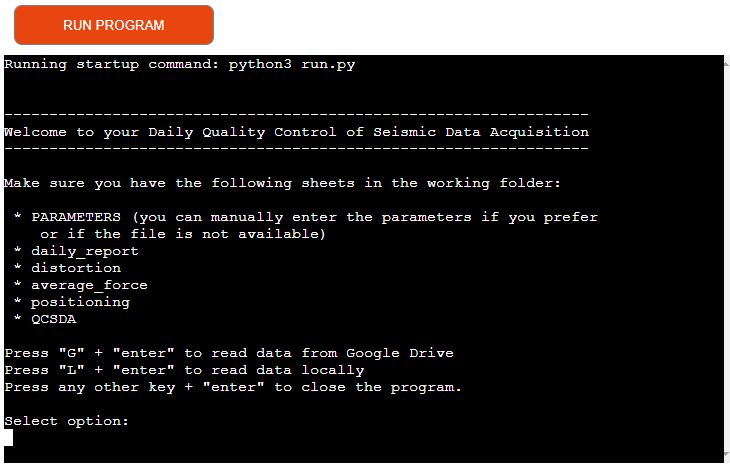 RUN PROGRAM
Running startup command: python3 run.py
-----------------------------------------------------------------
Welcome to your Daily Quality Control of Seismic Data Acquisition
-----------------------------------------------------------------
Make sure you have the following sheets in the working folder:
* PARAMETERS (you can manually enter the parameters if you prefer
or if the file is not available)
* daily_report
* distortion
* average_force
* positioning
* QCSDA
Press "G" + "enter" to read data from Google Drive
Press "L" + "enter" to read data locally
Press any other key + "enter" to close the program.
Select option: